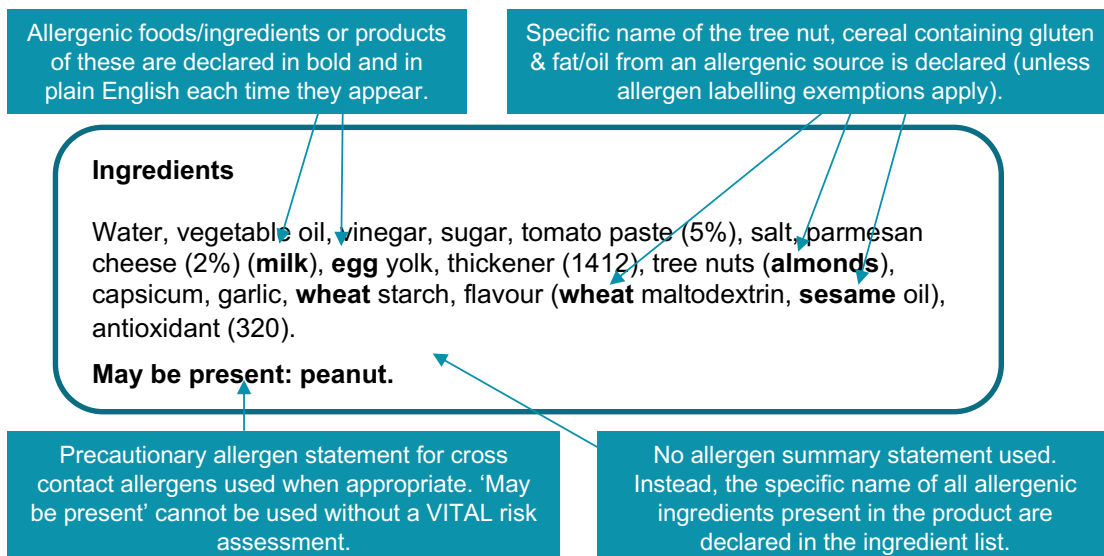 Allergenic foods/ingredients or products
of these are declared in bold and in
plain English each time they appear.
Specific name of the tree nut, cereal containing gluten
& fat/oil from an allergenic source is declared (unless
allergen labelling exemptions apply).
Ingredients
Water, vegetable oil, vinegar, sugar, tomato paste (5%), salt, parmesan
cheese (2%) (milk), egg yolk, thickener (1412), tree nuts (almonds),
capsicum, garlic, wheat starch, flavour (wheat maltodextrin, sesame oil),
antioxidant (320).
May be present: peanut.
Precautionary allergen statement for cross
contact allergens used when appropriate. ‘May
be present’ cannot be used without a VITAL risk
assessment.
No allergen summary statement used.
Instead, the specific name of all allergenic
ingredients present in the product are
declared in the ingredient list.